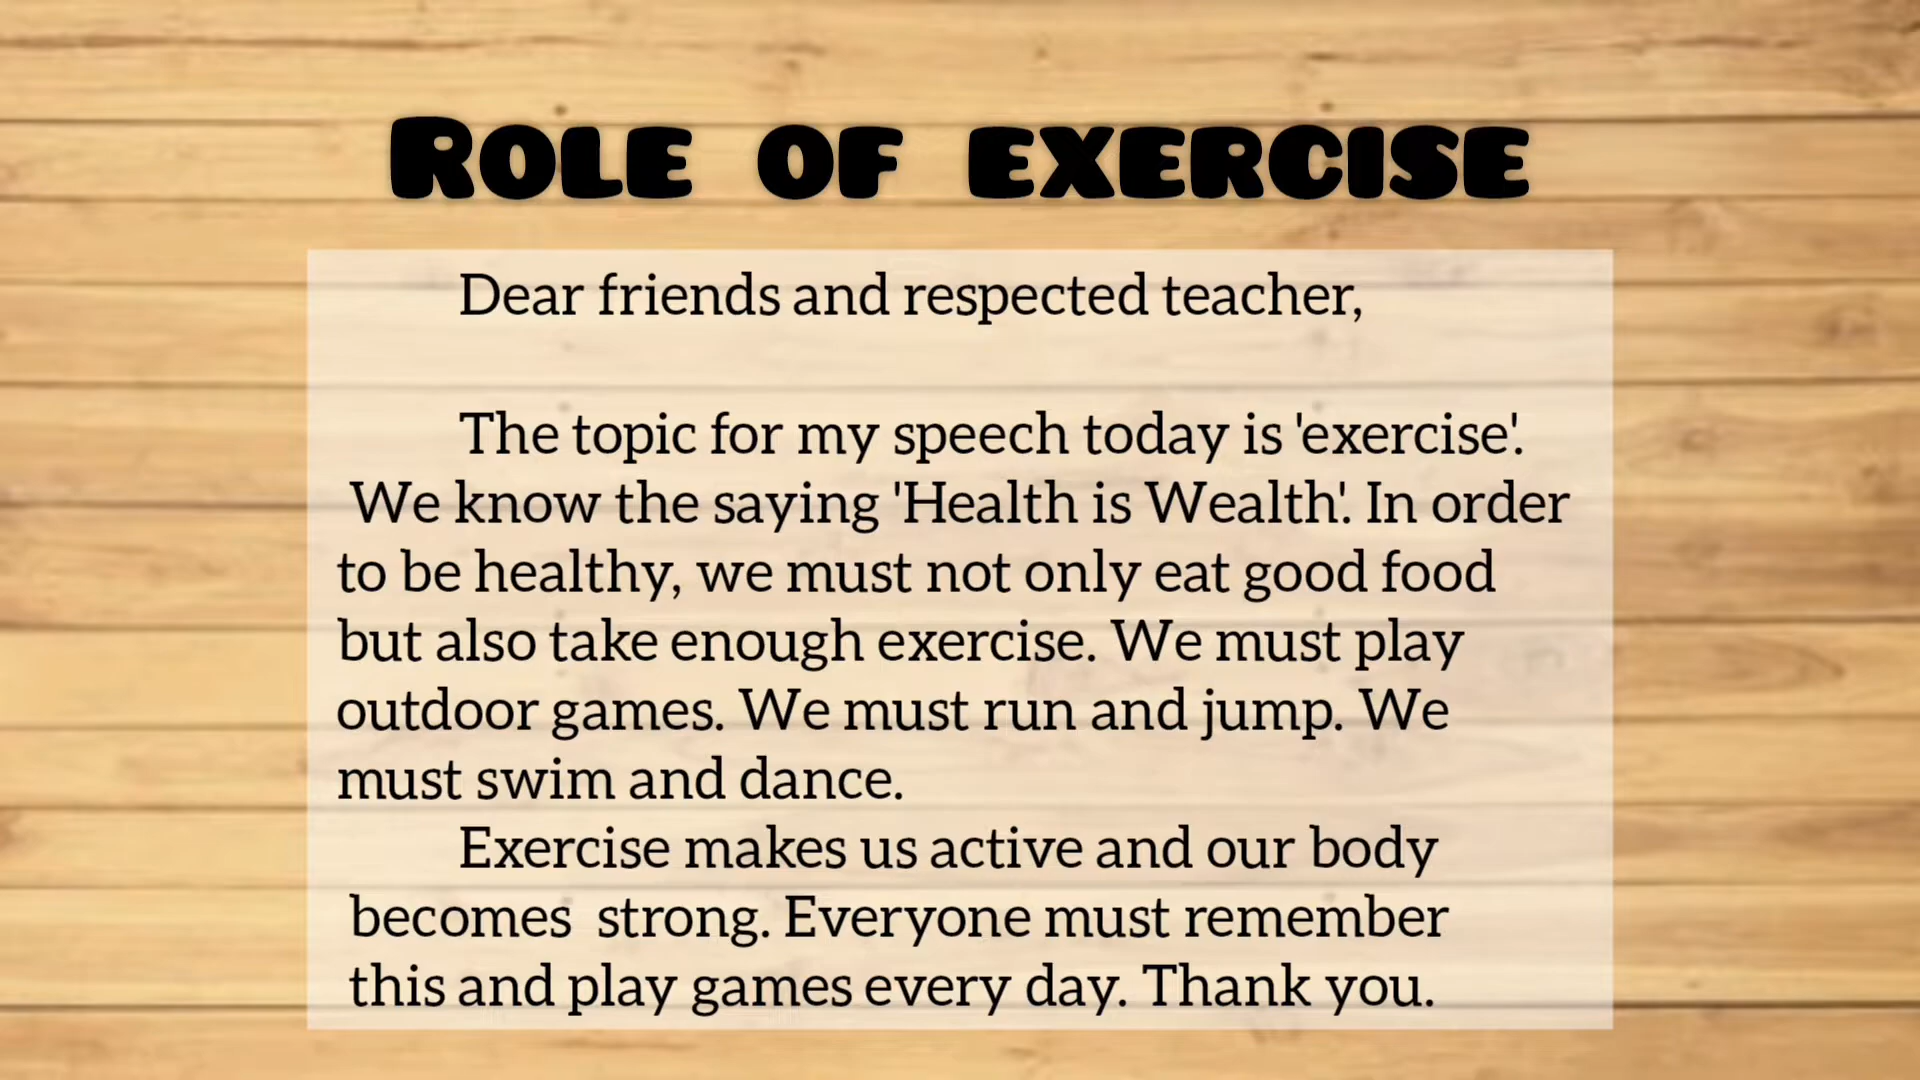 ROLE OF EXERCISE
Dear friends and respected teacher,
The topic for my speech today is 'exercise'.
We know the saying 'Health is Wealth'. In order
to be healthy, we must not only eat good food
but also take enough exercise. We must play
outdoor games. We must run and jump. We
must swim and dance.
Exercise makes us active and our body
becomes strong. Everyone must remember
this and play games every day. Thank you.